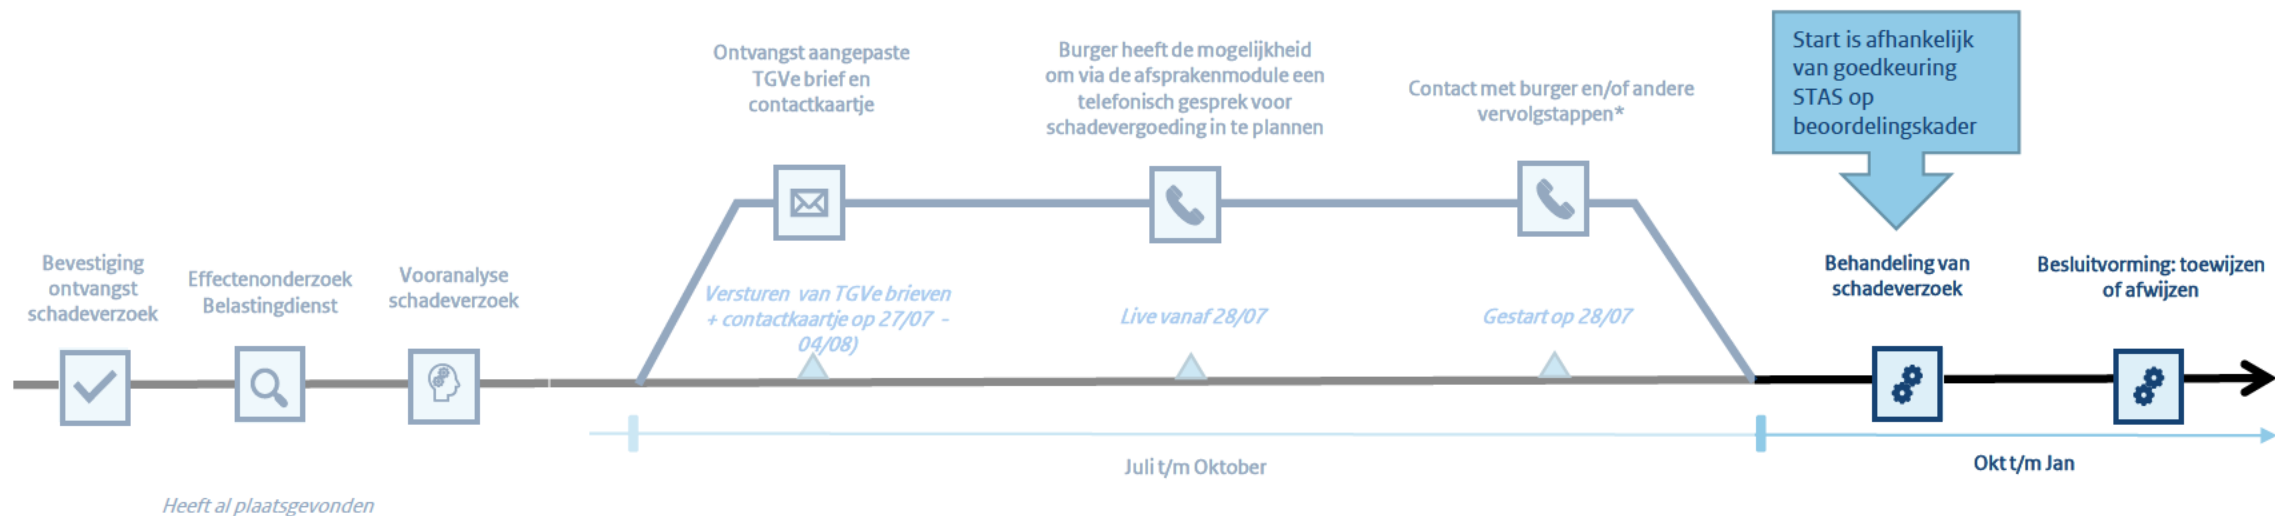 Bevestiging
ontvangst
schadeverzoek
Effectenonderzoek
Belastingdienst
Vooranalyse
schadeverzoek
Heeft al plaatsgevonden
Ontvangst aangepaste
TGVe brief en
contactkaartje
Versturen van TGVe brieven
+ contactkaartje op 27/07 -
04/08)
Burger heeft de mogelijkheid
om via de afsprakenmodule een
telefonisch gesprek voor
schadevergoeding in te plannen
Live vanaf 28/07
Contact met burger en/of andere
vervolgstappen*
Gestart op 28/07
Juli t/m Oktober
Start is afhankelijk
van goedkeuring
STAS op
beoordelingskader
Behandeling van
schadeverzoek
Besluitvorming: toewijzen
of afwijzen
Okt t/m Jan